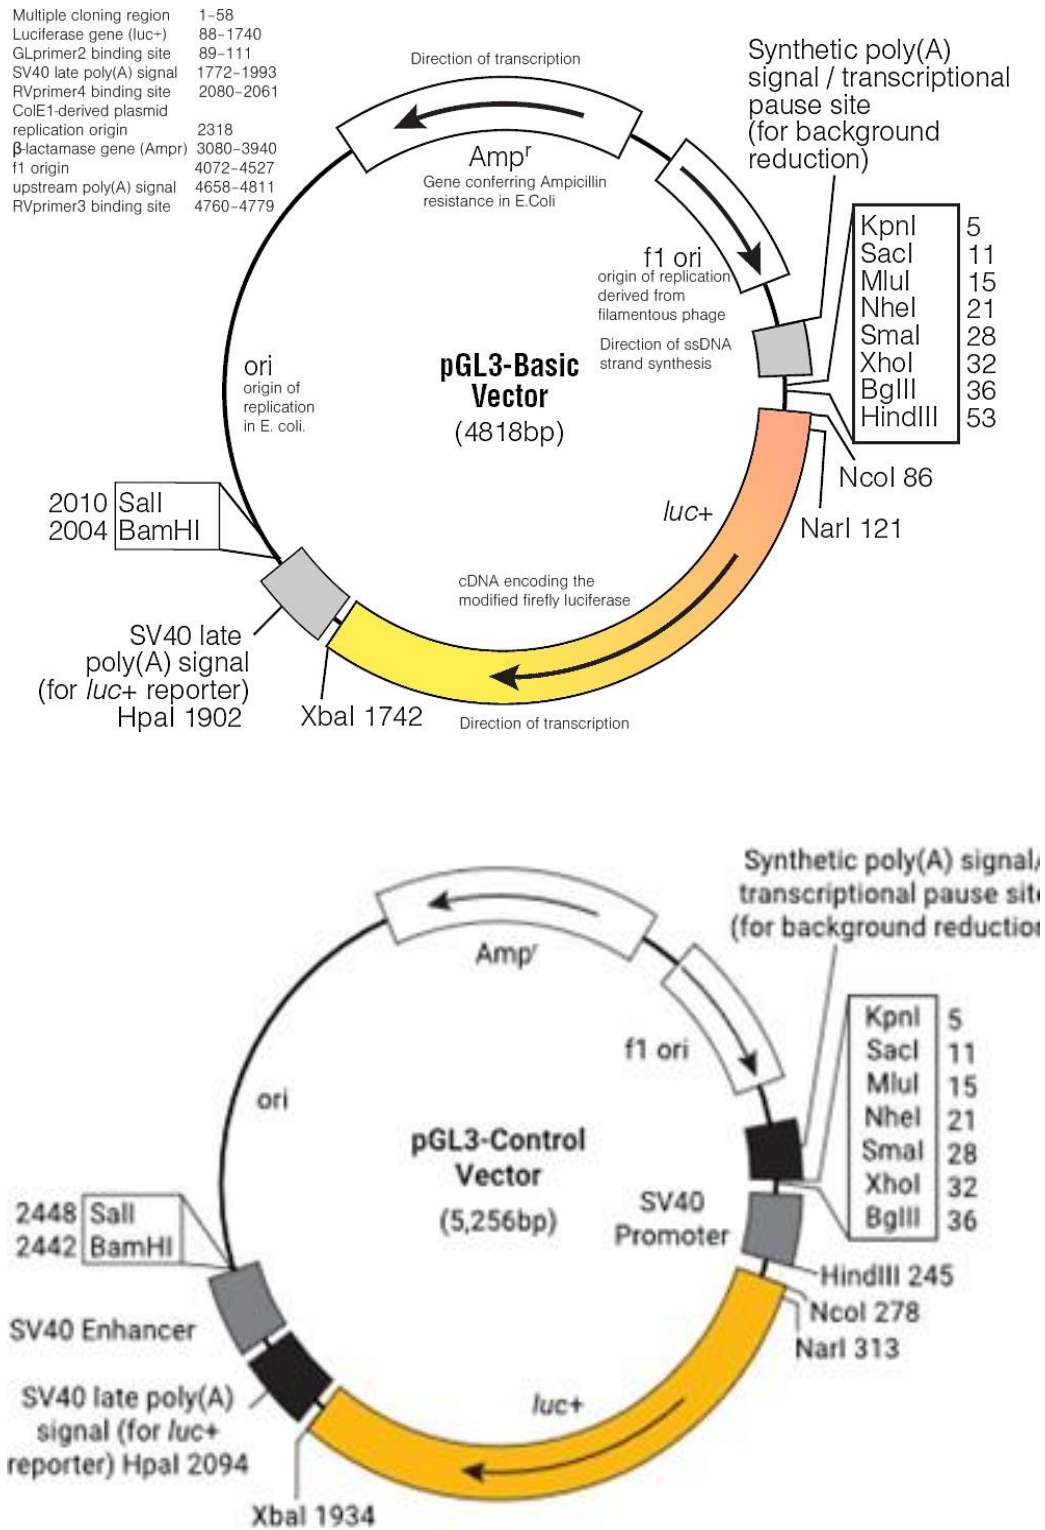 Multiple cloning region 1-58
Luciferase gene (luc+) 88-1740
GLprimer2 binding site 89-111
SV40 late poly(A) signal 1772-1993
RVprimer4 binding site 2080-2061
ColE1-derived plasmid
replication origin 2318
β-lactamase gene (Ampr) 3080-3940
f1 origin 4072-4527
upstream poly(A) signal 4658-4811
RVprimer3 binding site 4760-4779
Direction of transcription
Ampr
Gene conferring Ampicillin
resistance in E.Coli
Synthetic poly(A)
signal / transcriptional
pause site
(for background
reduction)
f1 ori
origin of replication
derived from
filamentous phage
Direction of ssDNA
strand synthesis
KpnI 5
SacI 11
MluI 15
NheI 21
SmaI 28
XhoI 32
BglII 36
HindIII 53
ori
origin of
replication
in E. coli.
pGL3-Basic
Vector
(4818bp)
NcoI 86
NarI 121
luc+
2010 SalI
2004 BamHI
cDNA encoding the
modified firefly luciferase
SV40 late
poly(A) signal
(for luc+ reporter)
HpaI 1902
XbaI 1742
Direction of transcription
Synthetic poly(A) signal/
transcriptional pause site
(for background reduction
Ampr
f1 ori
KpnI 5
SacI 11
MluI 15
NheI 21
SmaI 28
XhoI 32
BglII 36
ori
pGL3-Control
Vector
(5,256bp)
SV40
Promoter
HindIII 245
NcoI 278
NarI 313
2448 SalI
2442 BamHI
SV40 Enhancer
SV40 late poly(A)
signal (for luc+
reporter) HpaI 2094
luc+
XbaI 1934